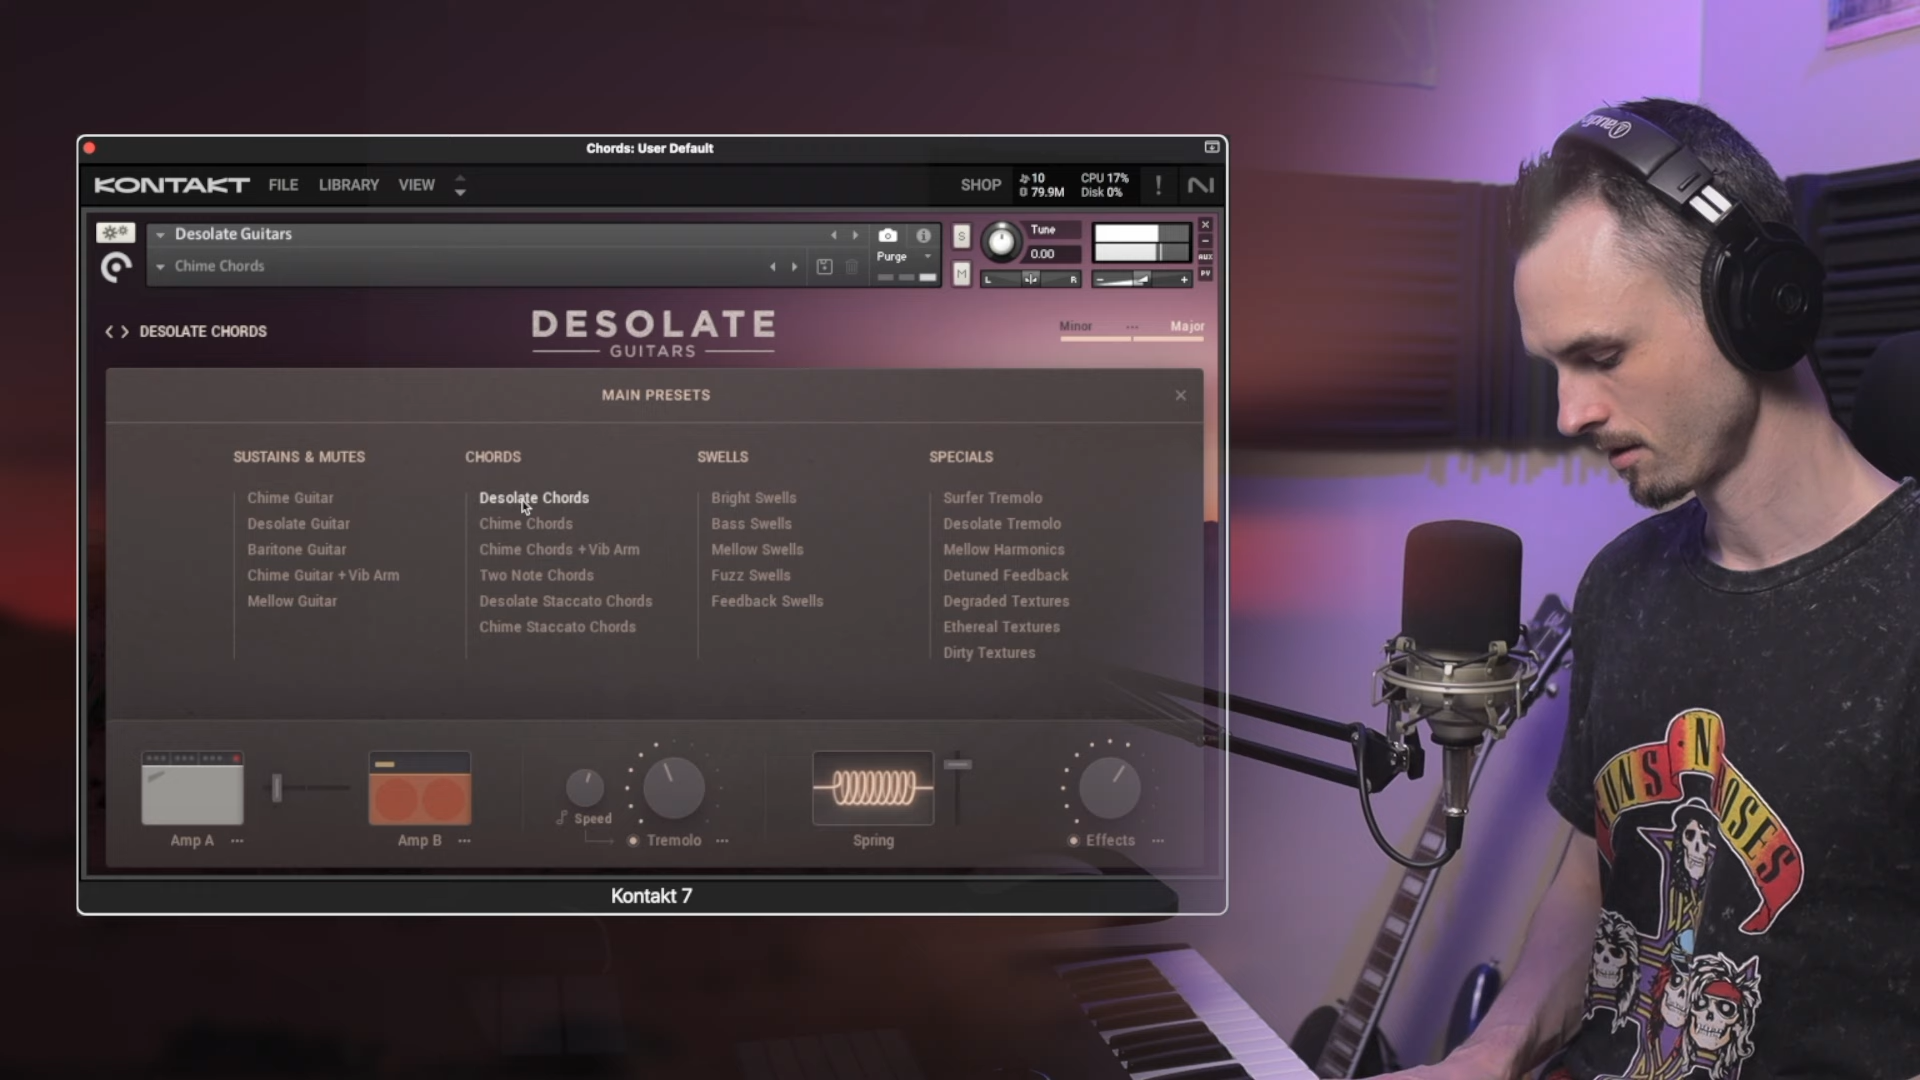 Chords: User Default
KONTAKT FILE LIBRARY VIEW SHOP 10 79.9M CPU 17% Disk 0% !
Desolate Guitars
Purge
S
Tune
0.00
AUX
PV
Chime Chords
M
L R - +
DESOLATE CHORDS
DESOLATE
GUITARS
Minor ... Major
MAIN PRESETS
SUSTAINS & MUTES
Chime Guitar
Desolate Guitar
Baritone Guitar
Chime Guitar + Vib Arm
Mellow Guitar
CHORDS
Desolate Chords
Chime Chords
Chime Chords + Vib Arm
Two Note Chords
Desolate Staccato Chords
Chime Staccato Chords
SWELLS
Bright Swells
Bass Swells
Mellow Swells
Fuzz Swells
Feedback Swells
SPECIALS
Surfer Tremolo
Desolate Tremolo
Mellow Harmonics
Detuned Feedback
Degraded Textures
Ethereal Textures
Dirty Textures
Amp A ...
Amp B ...
Speed
Tremolo ...
Spring
Effects ...
Kontakt 7
audio
GUNS N ROSES